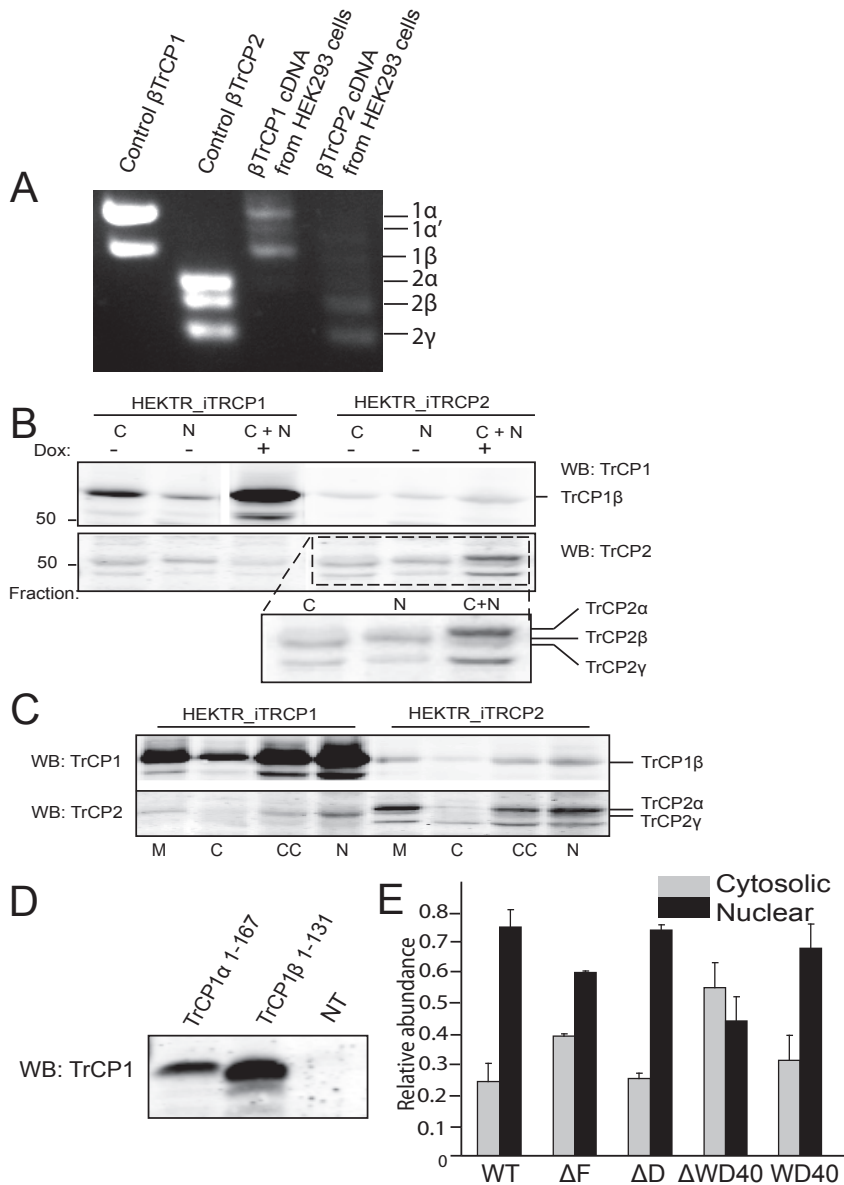 A
Control βTrCP1
Control βTrCP2
βTrCP1 cDNA
from HEK293 cells
βTrCP2 cDNA
from HEK293 cells
1α
1α'
1β
2α
2β
2γ
B
HEKTR_iTRCP1
HEKTR_iTRCP2
C N C + N C N C + N
Dox: - - + - - +
WB: TrCP1
TrCP1β
50
WB: TrCP2
50
Fraction:
C N C+N
TrCP2α
TrCP2β
TrCP2γ
C
HEKTR_iTRCP1
HEKTR_iTRCP2
WB: TrCP1
TrCP1β
WB: TrCP2
TrCP2α
TrCP2γ
M C CC N M C CC N
D
TrCP1α 1-167
TrCP1β 1-131
NT
WB: TrCP1
E
Cytosolic
Nuclear
Relative abundance
0.8
0.7
0.6
0.4
0.3
0.2
0.1
0
WT ΔF ΔD ΔWD40 WD40